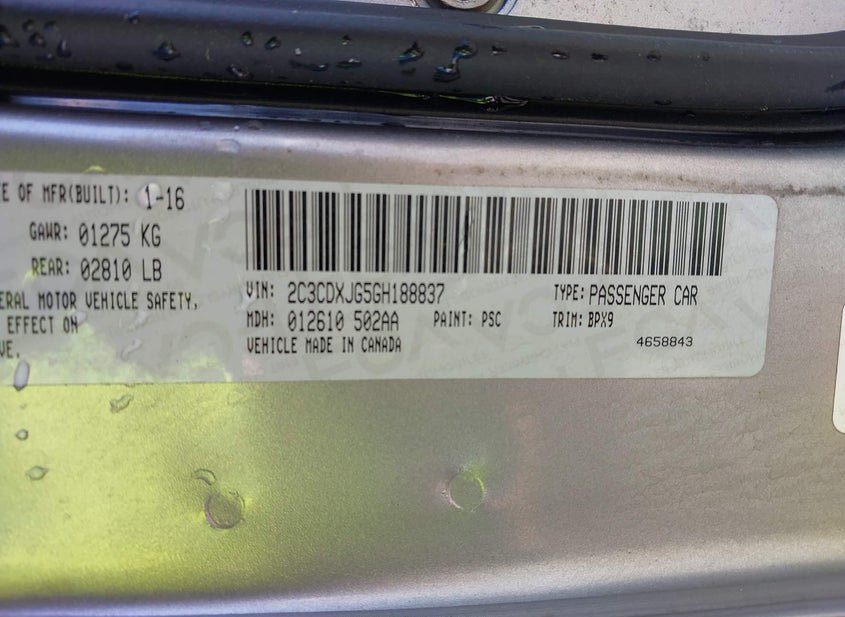 E OF MFR(BUILT): 1-16
GAWR: 01275 KG
REAR: 02810 LB
ERAL MOTOR VEHICLE SAFETY,
EFFECT ON
VE.
VIN: 2C3CDXJG5GH188837
TYPE: PASSENGER CAR
MDH: 012610 502AA
PAINT: PSC
TRIM: BPX9
VEHICLE MADE IN CANADA
4658843